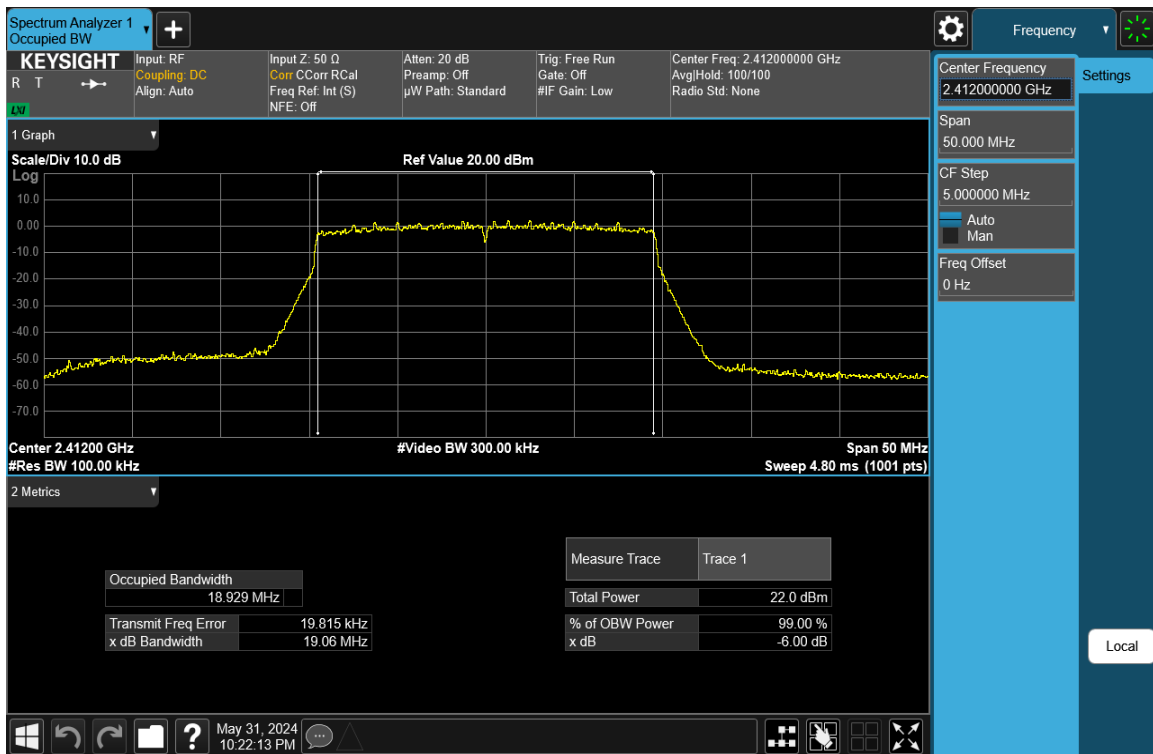 Spectrum Analyzer 1
Occupied BW
+
Frequency
KEYSIGHT
R T
LXI
Input: RF
Coupling: DC
Align: Auto
Input Z: 50 Ω
Corr CCorr RCal
Freq Ref: Int (S)
NFE: Off
Atten: 20 dB
Preamp: Off
µW Path: Standard
Trig: Free Run
Gate: Off
#IF Gain: Low
Center Freq: 2.412000000 GHz
Avg|Hold: 100/100
Radio Std: None
Center Frequency
2.412000000 GHz
Settings
Span
50.000 MHz
CF Step
5.000000 MHz
Auto
Man
Freq Offset
0 Hz
1 Graph
Scale/Div 10.0 dB
Ref Value 20.00 dBm
Log
10.0
0.00
-10.0
-20.0
-30.0
-40.0
-50.0
-60.0
-70.0
Center 2.41200 GHz
#Video BW 300.00 kHz
Span 50 MHz
#Res BW 100.00 kHz
Sweep 4.80 ms (1001 pts)
2 Metrics
Measure Trace Trace 1
Occupied Bandwidth
18.929 MHz
Total Power 22.0 dBm
Transmit Freq Error 19.815 kHz
% of OBW Power 99.00 %
x dB Bandwidth 19.06 MHz
x dB -6.00 dB
Local
?
May 31, 2024
10:22:13 PM